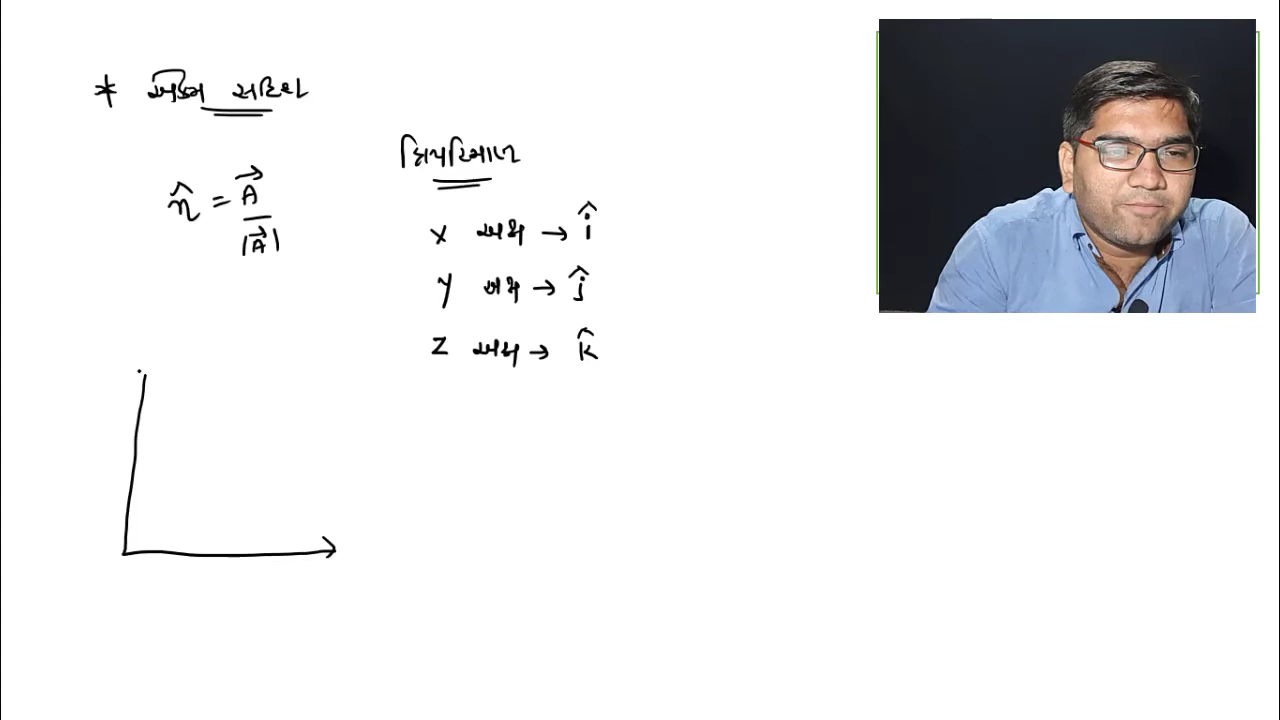 * એકમ સદિશ
ત્રિપરિમાણ
n̂ = A⃗ / |A⃗|
x અક્ષ → î
y અક્ષ → ĵ
z અક્ષ → k̂